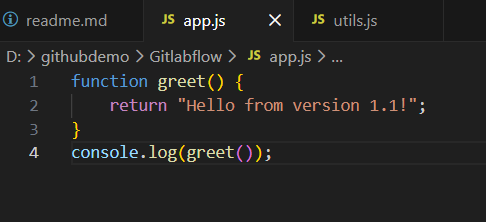 readme.md JS app.js × JS utils.js
D: > githubdemo > Gitlabflow > JS app.js > ...
1 function greet() {
2     return "Hello from version 1.1!";
3 }
4 console.log(greet());